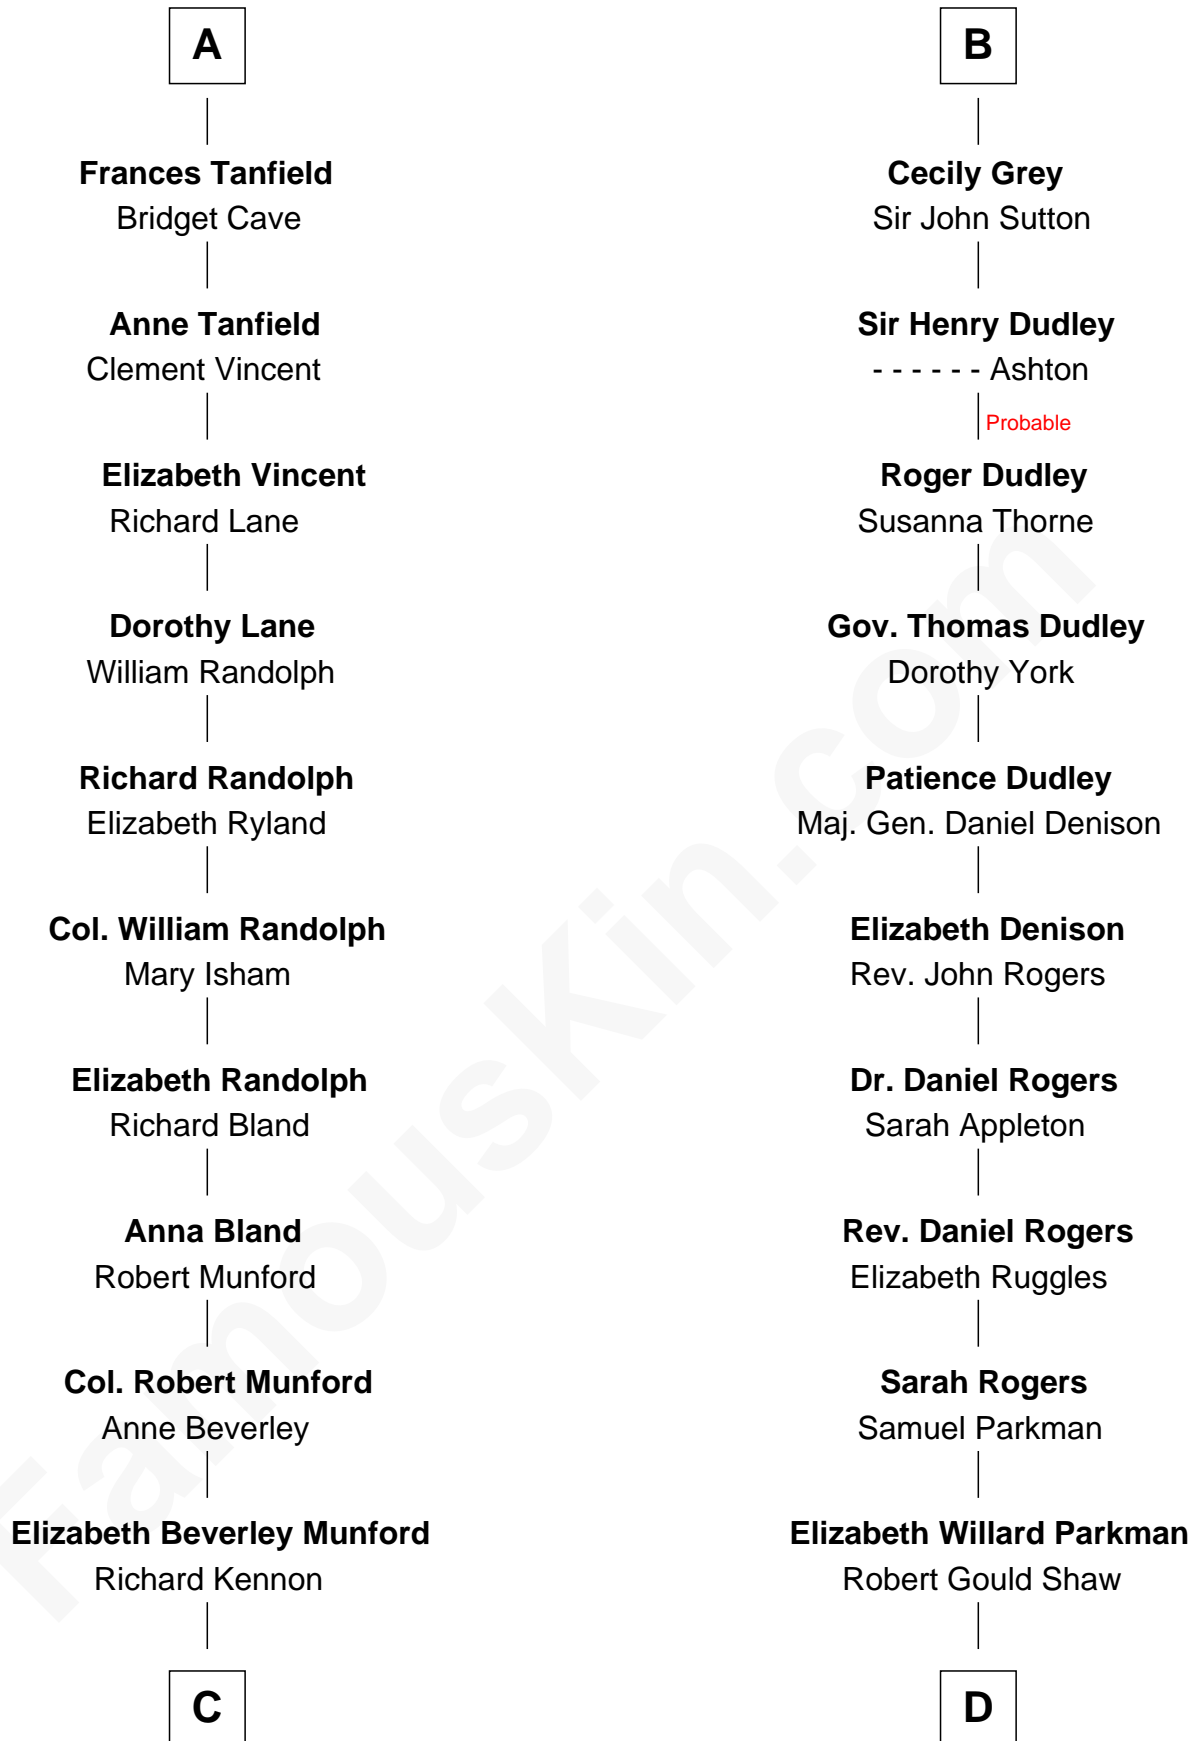 A
Frances Tanfield
Bridget Cave
Anne Tanfield
Clement Vincent
Elizabeth Vincent
Richard Lane
Dorothy Lane
William Randolph
Richard Randolph
Elizabeth Ryland
Col. William Randolph
Mary Isham
Elizabeth Randolph
Richard Bland
Anna Bland
Robert Munford
Col. Robert Munford
Anne Beverley
Elizabeth Beverley Munford
Richard Kennon
C
B
Cecily Grey
Sir John Sutton
Sir Henry Dudley
- - - - - - Ashton
Probable
Roger Dudley
Susanna Thorne
Gov. Thomas Dudley
Dorothy York
Patience Dudley
Maj. Gen. Daniel Denison
Elizabeth Denison
Rev. John Rogers
Dr. Daniel Rogers
Sarah Appleton
Rev. Daniel Rogers
Elizabeth Ruggles
Sarah Rogers
Samuel Parkman
Elizabeth Willard Parkman
Robert Gould Shaw
D
FamousKin.com